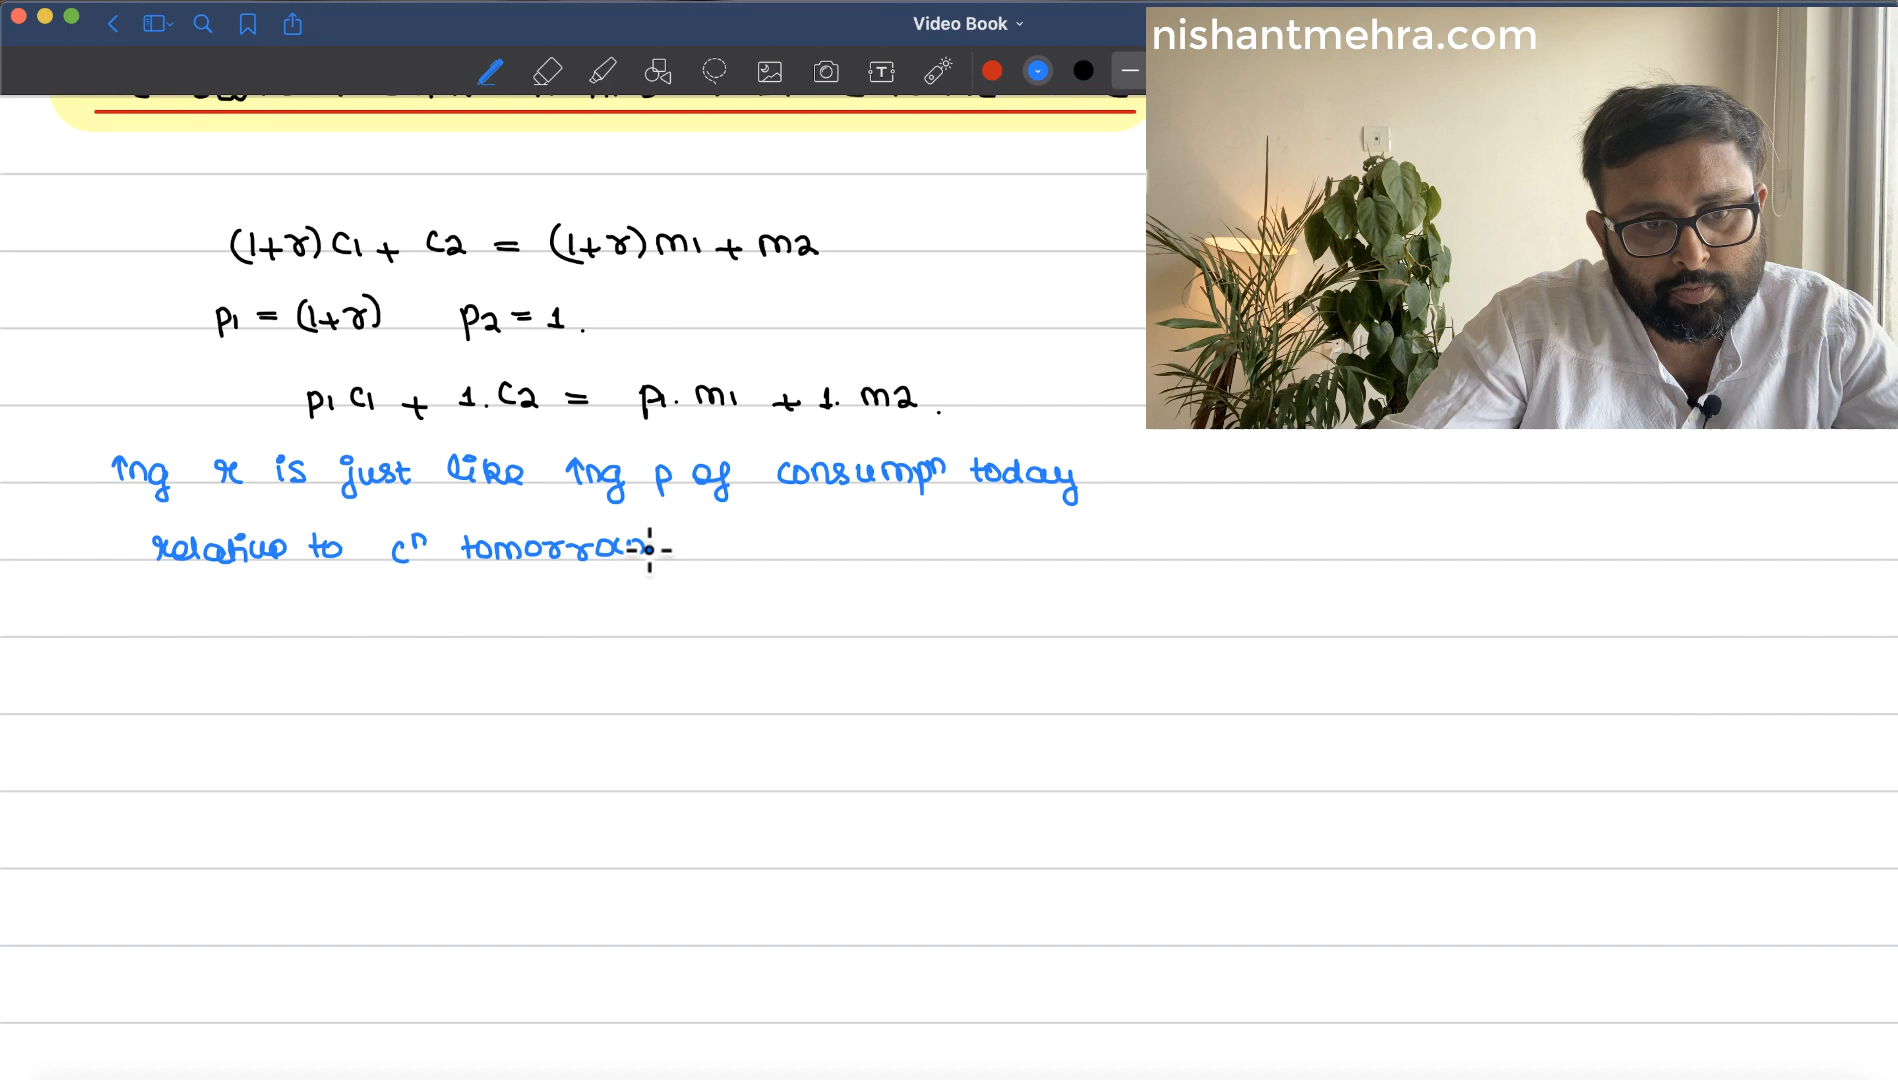 Video Book
nishantmehra.com
(1+r) C1 + C2 = (1+r) m1 + m2
P1 = (1+r) P2 = 1.
P1 C1 + 1. C2 = P1. m1 + 1. m2.
↑ng r is just like ↑ng p of consumpⁿ today
relative to cⁿ tomorrow